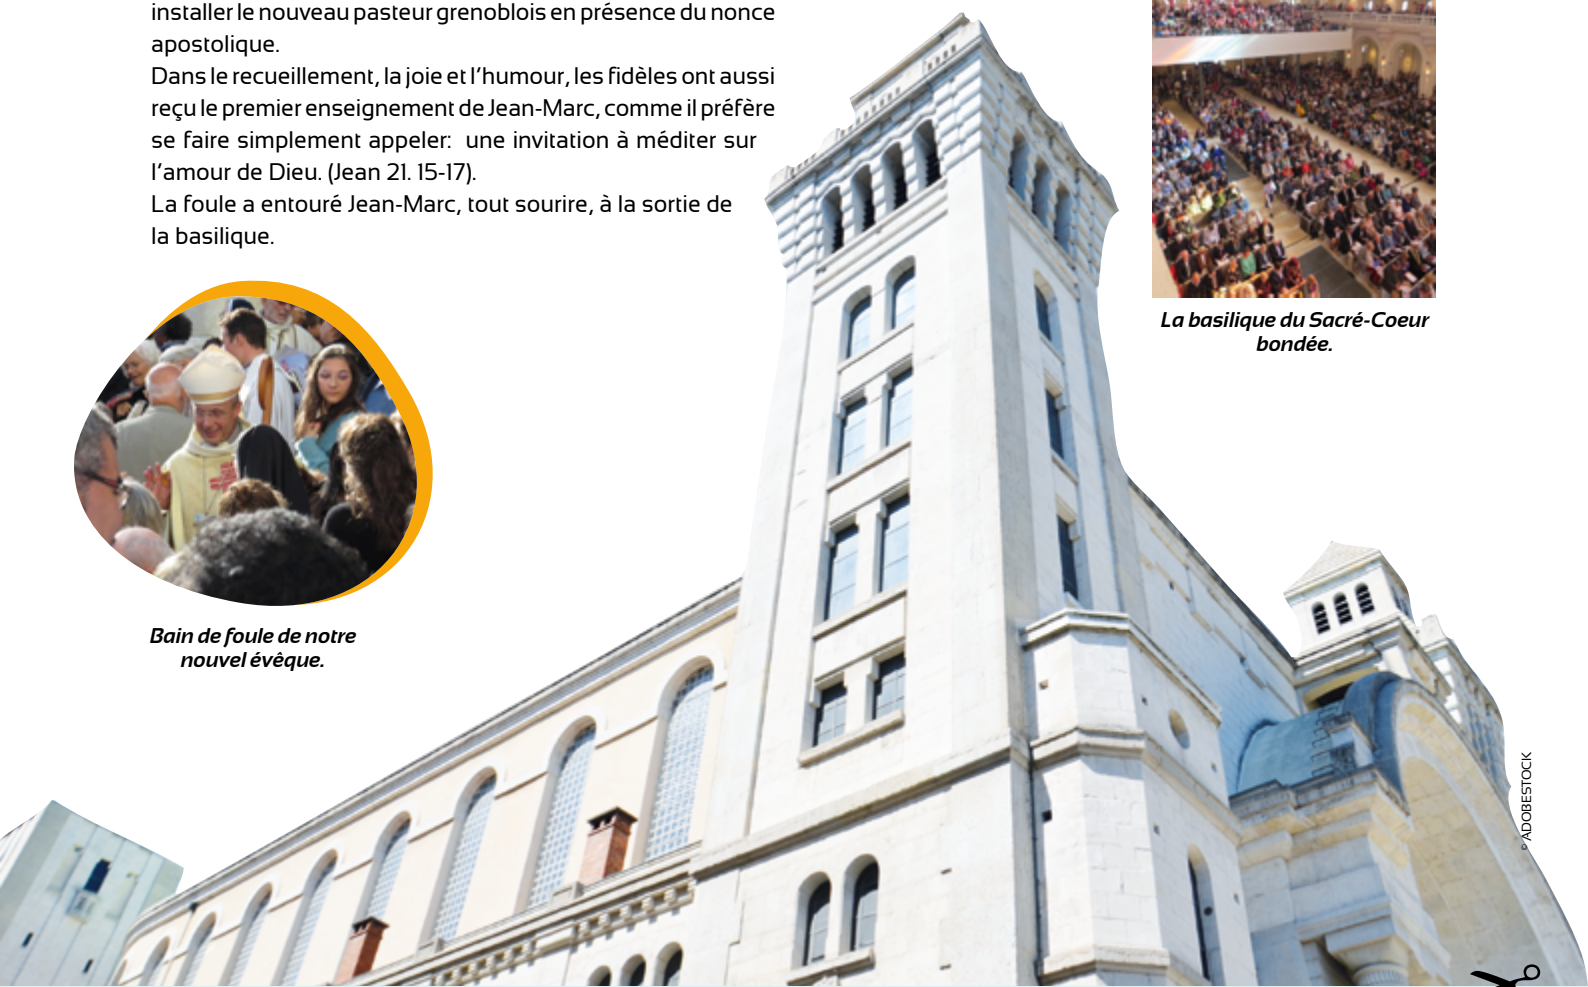 installer le nouveau pasteur grenoblois en présence du nonce
apostolique.
Dans le recueillement, la joie et l’humour, les fidèles ont aussi
reçu le premier enseignement de Jean-Marc, comme il préfère
se faire simplement appeler: une invitation à méditer sur
l’amour de Dieu. (Jean 21. 15-17).
La foule a entouré Jean-Marc, tout sourire, à la sortie de
la basilique.
La basilique du Sacré-Coeur
bondée.
Bain de foule de notre
nouvel évêque.
© ADOBESTOCK